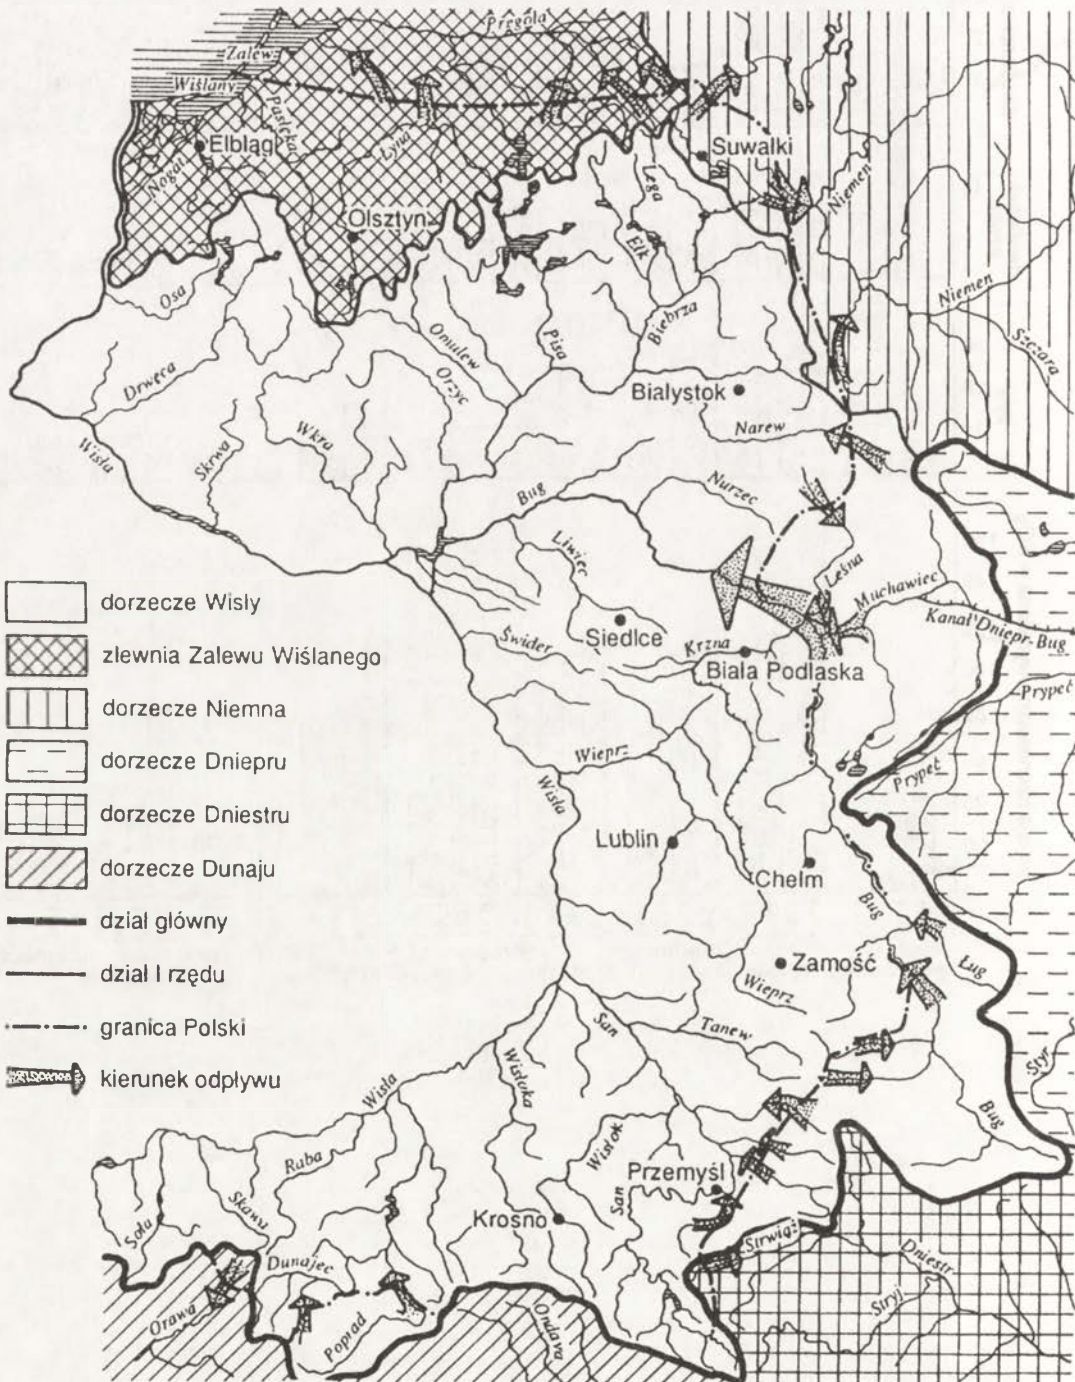 Pregoła
Zalew
Wiślany
Pasłęka
Elbląg
Nogat
Łyna
Olsztyn
Suwałki
Niemen
Lega
Ełk
Osa
Omulew
Pisa
Biebrza
Niemen
Szczara
Drwęca
Orzyc
Białystok
Narew
Wisła
Skrwa
Wkra
Bug
Nurzec
Liwiec
Leśna
Muchawiec
Kanał Dniepr-Bug
Siedlce
Świder
Krzna
Biała Podlaska
Prypeć
dorzecze Wisły
zlewnia Zalewu Wiślanego
dorzecze Niemna
dorzecze Dniepru
dorzecze Dniestru
dorzecze Dunaju
dział główny
dział I rzędu
granica Polski
kierunek odpływu
Wieprz
Wisła
Prypeć
Lublin
Chełm
Bug
Zamość
Ług
Wieprz
San
Tanew
Styr
Wisłoka
Wisła
Bug
Raba
Wisłok
Przemyśl
San
Skawa
Soła
Krosno
Strwiąż
Dniestr
Dunajec
Stryj
Orawa
Poprad
Ondava